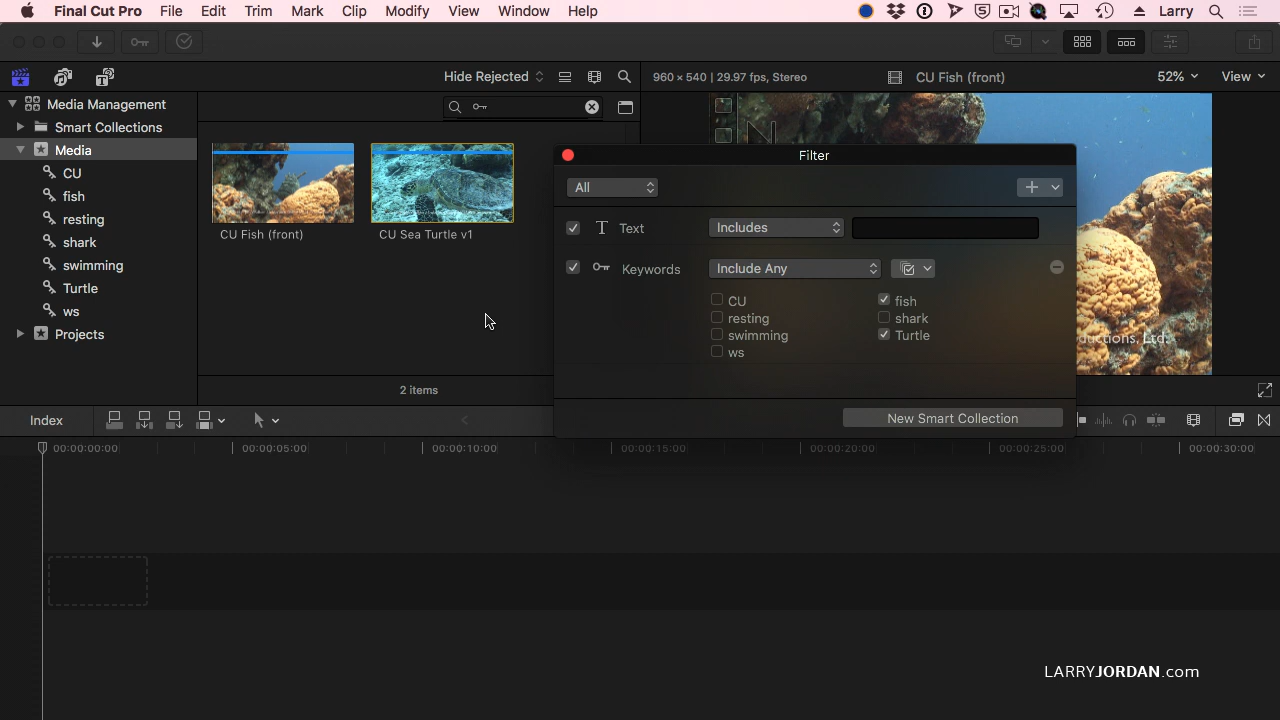 Final Cut Pro File Edit Trim Mark Clip Modify View Window Help Larry
Hide Rejected
960 × 540 | 29.97 fps, Stereo
CU Fish (front)
52%
View
Media Management
Smart Collections
Media
CU
fish
resting
shark
swimming
Turtle
ws
Projects
CU Fish (front)
CU Sea Turtle v1
2 items
Filter
All
Text
Includes
Keywords
Include Any
CU
fish
resting
shark
swimming
Turtle
ws
New Smart Collection
Index
00:00:00:00
00:00:05:00
00:00:10:00
00:00:15:00
00:00:20:00
00:00:25:00
00:00:30:00
LARRYJORDAN.com